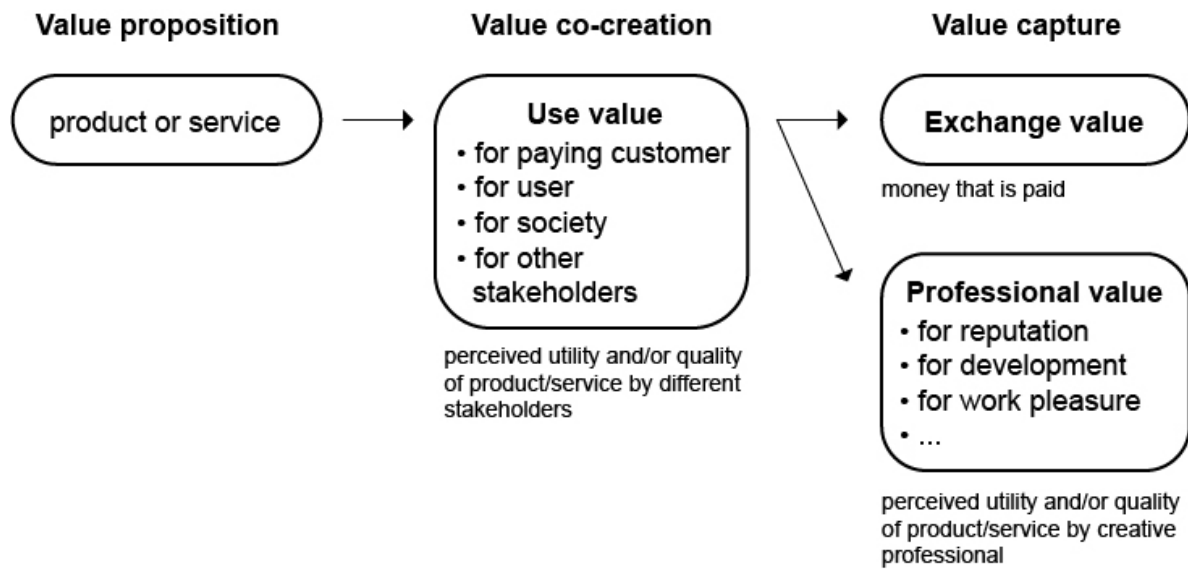 Value proposition
product or service
Value co-creation
Use value
• for paying customer
• for user
• for society
• for other
stakeholders
perceived utility and/or quality
of product/service by different
stakeholders
Value capture
Exchange value
money that is paid
Professional value
• for reputation
• for development
• for work pleasure
• ...
perceived utility and/or quality
of product/service by creative
professional